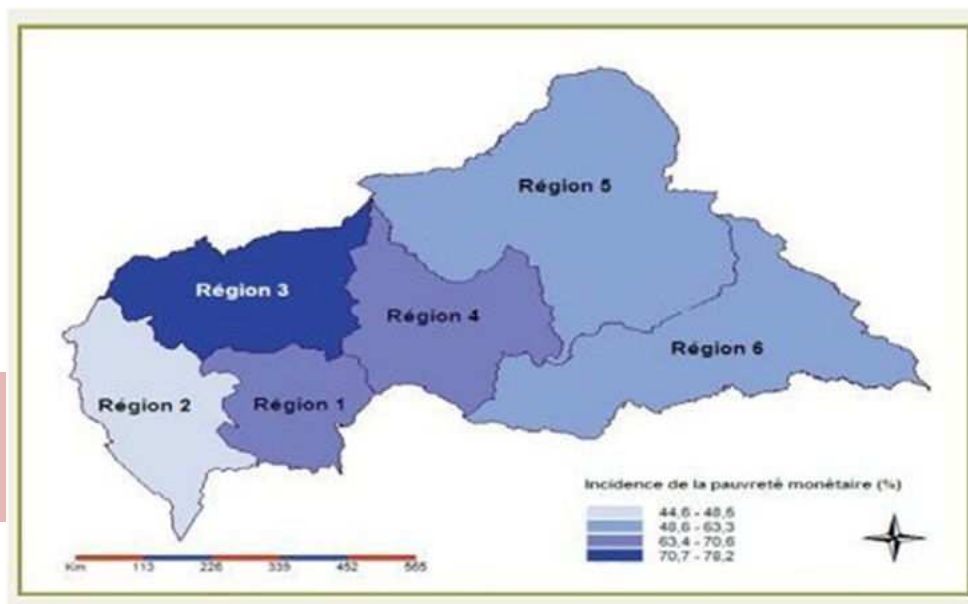 Région 5
Région 3
Région 4
Région 6
Région 2
Région 1
Incidence de la pauvreté monétaire (%)
44,6 - 48,5
48,6 - 63,3
63,4 - 70,6
70,7 - 78,2
Km 113 226 339 452 565